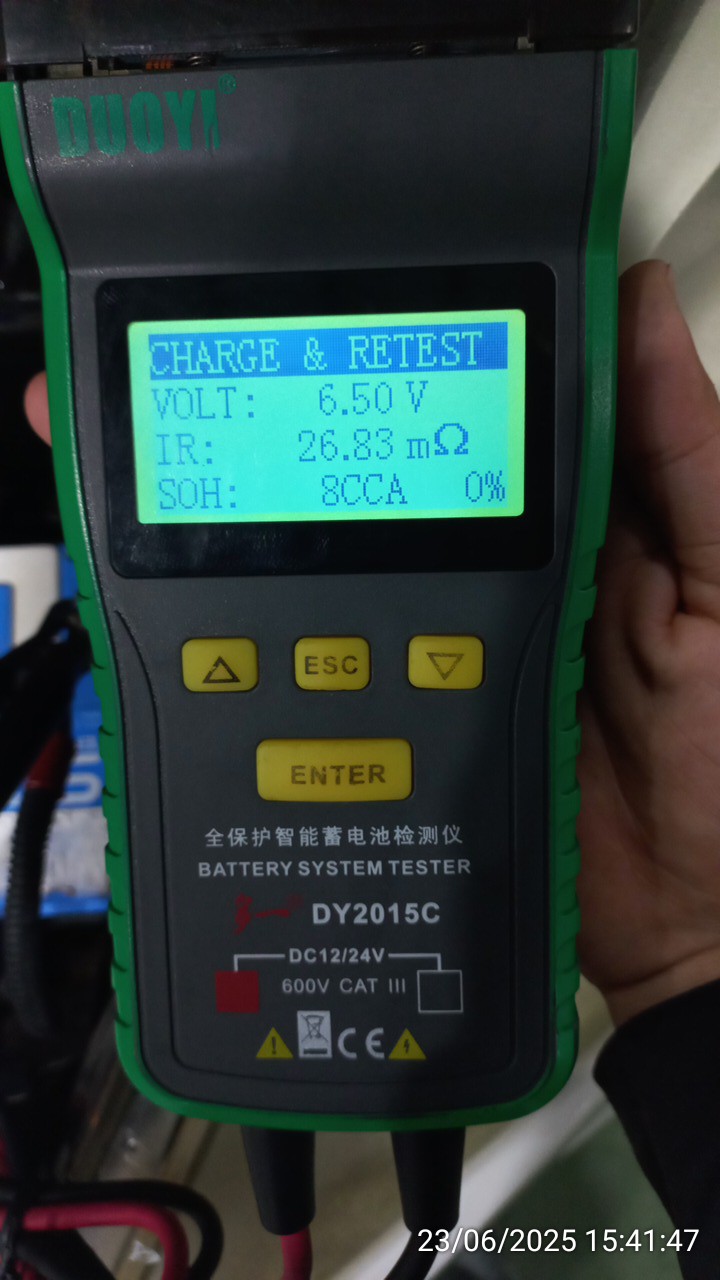 DUOYI®
CHARGE & RETEST
VOLT: 6.50 V
IR: 26.83 mΩ
SOH: 8CCA 0%
ESC
ENTER
全保护智能蓄电池检测仪
BATTERY SYSTEM TESTER
多一 DY2015C
DC12/24V
600V CAT III
CE
23/06/2025 15:41:47